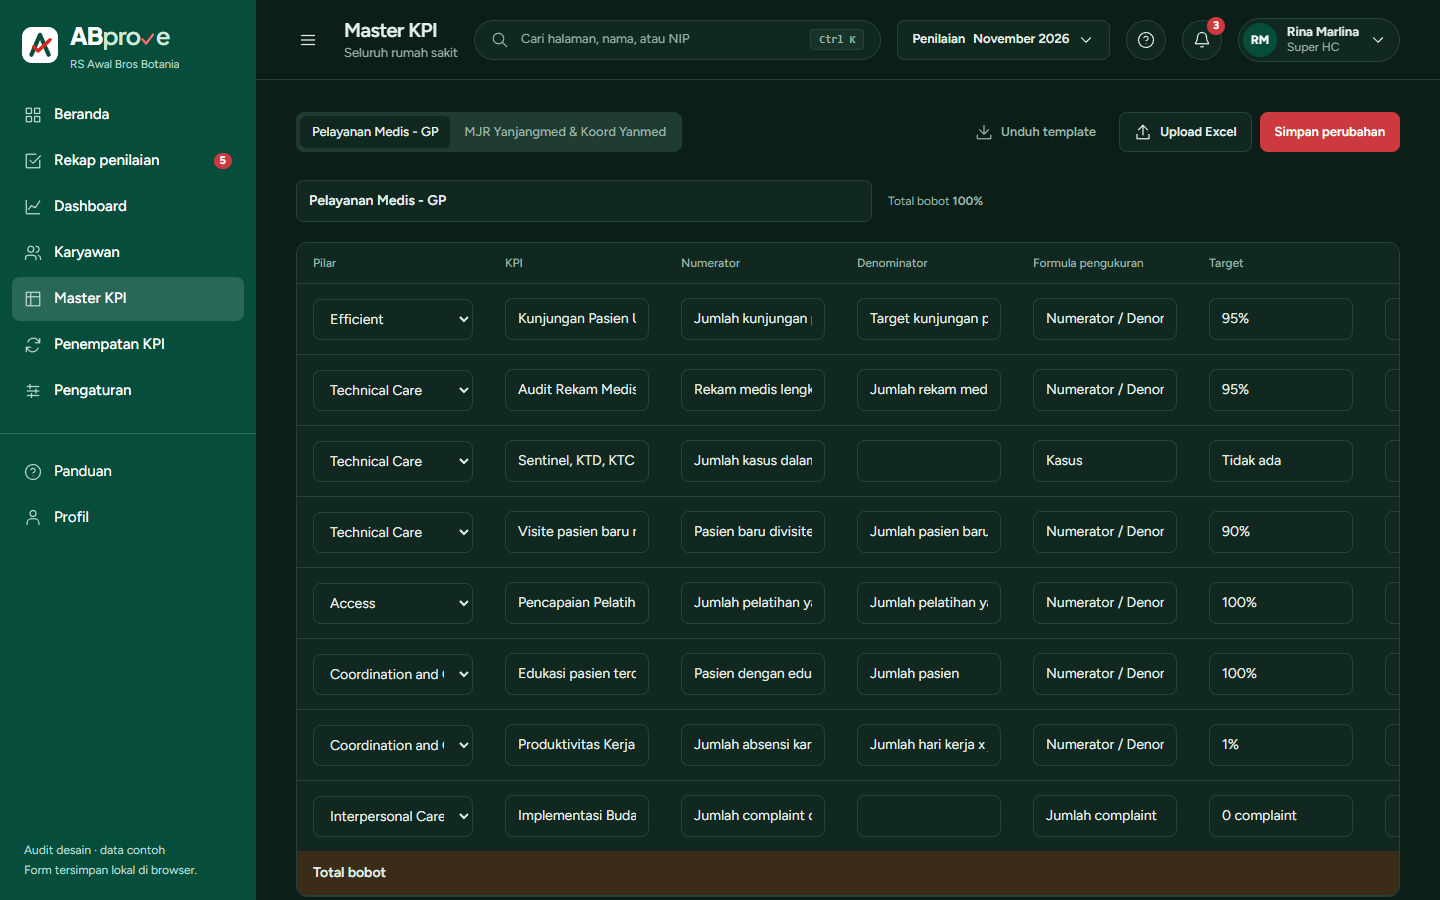 ABprove
RS Awal Bros Botania
Beranda
Rekap penilaian 5
Dashboard
Karyawan
Master KPI
Penempatan KPI
Pengaturan
Panduan
Profil
Audit desain · data contoh
Form tersimpan lokal di browser.
Master KPI
Seluruh rumah sakit
Cari halaman, nama, atau NIP Ctrl K
Penilaian November 2026
3
RM
Rina Marlina
Super HC
Pelayanan Medis - GP MJR Yanjangmed & Koord Yanmed
Unduh template Upload Excel Simpan perubahan
Pelayanan Medis - GP Total bobot 100%
Pilar KPI Numerator Denominator Formula pengukuran Target
Efficient Kunjungan Pasien Jumlah kunjungan Target kunjungan p Numerator / Denor 95%
Technical Care Audit Rekam Medis Rekam medis lengk Jumlah rekam med Numerator / Denor 95%
Technical Care Sentinel, KTD, KTC Jumlah kasus dalan Kasus Tidak ada
Technical Care Visite pasien baru r Pasien baru divisite Jumlah pasien baru Numerator / Denor 90%
Access Pencapaian Pelatih Jumlah pelatihan ya Jumlah pelatihan ya Numerator / Denor 100%
Coordination and Edukasi pasien terc Pasien dengan edu Jumlah pasien Numerator / Denor 100%
Coordination and Produktivitas Kerja Jumlah absensi kar Jumlah hari kerja x Numerator / Denor 1%
Interpersonal Care Implementasi Buda Jumlah complaint Jumlah complaint 0 complaint
Total bobot